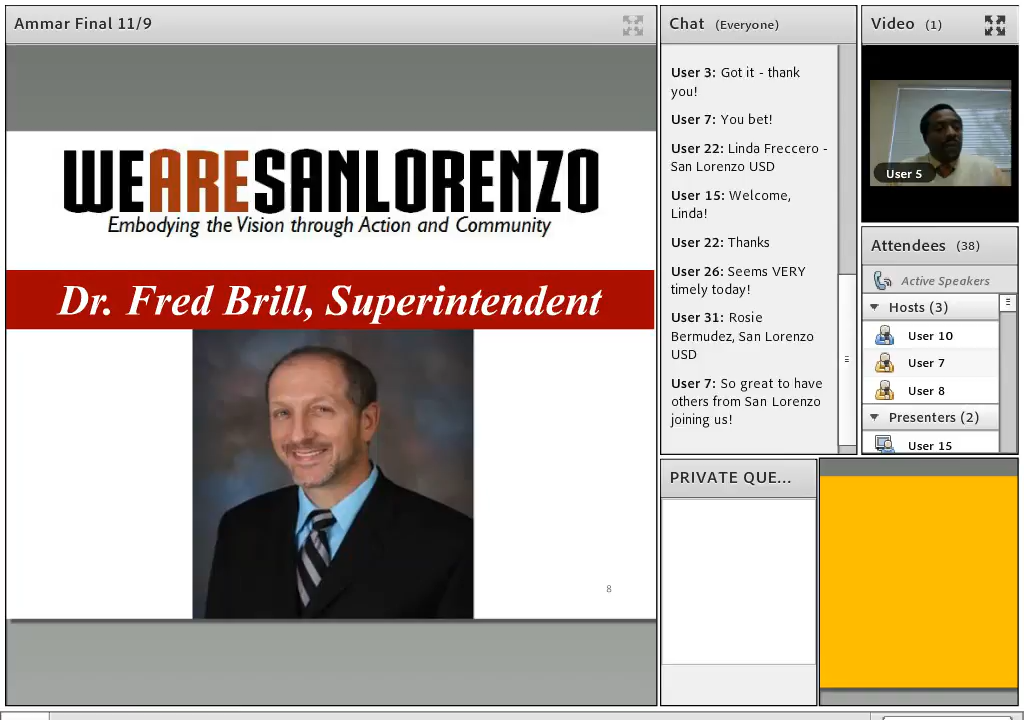 Ammar Final 11/9
WEARESANLORENZO
Embodying the Vision through Action and Community
Dr. Fred Brill, Superintendent
8
Chat (Everyone)
User 3: Got it - thank
you!
User 7: You bet!
User 22: Linda Freccero -
San Lorenzo USD
User 15: Welcome,
Linda!
User 22: Thanks
User 26: Seems VERY
timely today!
User 31: Rosie
Bermudez, San Lorenzo
USD
User 7: So great to have
others from San Lorenzo
joining us!
Video (1)
User 5
Attendees (38)
Active Speakers
Hosts (3)
User 10
User 7
User 8
Presenters (2)
User 15
PRIVATE QUE...